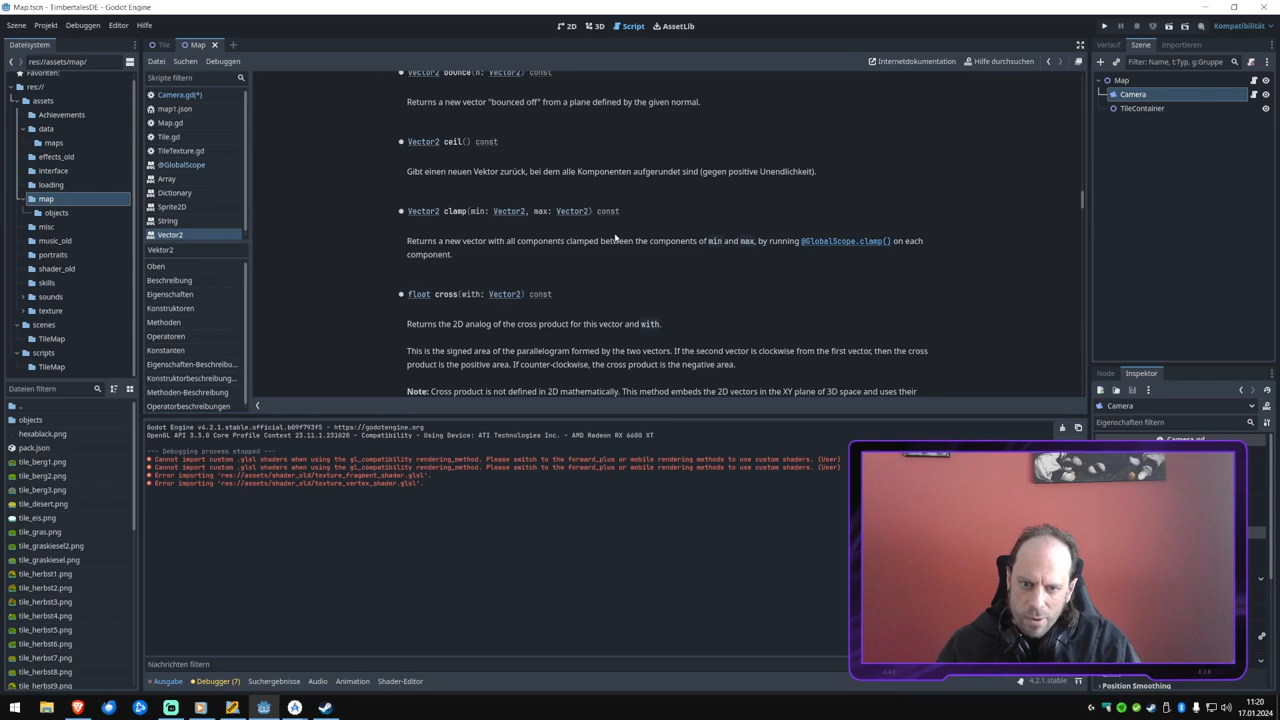 Map.tscn - TimbertalesDE - Godot Engine
Szene Projekt Debuggen Editor Hilfe
2D 3D Script AssetLib
Kompatibilität
Dateisystem
res://assets/map/
Favoriten:
res://
assets
Achievements
data
maps
effects_old
interface
loading
map
objects
misc
music_old
portraits
shader_old
skills
sounds
texture
scenes
TileMap
scripts
TileMap
Dateien filtern
..
objects
hexablack.png
pack.json
tile_berg1.png
tile_berg2.png
tile_berg3.png
tile_desert.png
tile_eis.png
tile_gras.png
tile_graskiesel2.png
tile_graskiesel.png
tile_herbst1.png
tile_herbst2.png
tile_herbst3.png
tile_herbst4.png
tile_herbst5.png
tile_herbst6.png
tile_herbst7.png
tile_herbst8.png
tile_herbst9.png
Tile Map
Datei Suchen Debuggen
Internetdokumentation Hilfe durchsuchen
Skripte filtern
Camera.gd(*)
map1.json
Map.gd
Tile.gd
TileTexture.gd
@GlobalScope
Array
Dictionary
Sprite2D
String
Vector2
Vektor2
Oben
Beschreibung
Eigenschaften
Konstruktoren
Methoden
Operatoren
Konstanten
Eigenschaften-Beschreibu...
Konstruktorbeschreibung...
Methoden-Beschreibung
Operatorbeschreibungen
Vector2 bounce(n: Vector2) const
Returns a new vector "bounced off" from a plane defined by the given normal.
Vector2 ceil() const
Gibt einen neuen Vektor zurück, bei dem alle Komponenten aufgerundet sind (gegen positive Unendlichkeit).
Vector2 clamp(min: Vector2, max: Vector2) const
Returns a new vector with all components clamped between the components of min and max, by running @GlobalScope.clamp() on each
component.
float cross(with: Vector2) const
Returns the 2D analog of the cross product for this vector and with.
This is the signed area of the parallelogram formed by the two vectors. If the second vector is clockwise from the first vector, then the cross
product is the positive area. If counter-clockwise, the cross product is the negative area.
Note: Cross product is not defined in 2D mathematically. This method embeds the 2D vectors in the XY plane of 3D space and uses their
Godot Engine v4.2.1.stable.official.b09f793f5 - https://godotengine.org
OpenGL API 3.3.0 Core Profile Context 23.11.1.231020 - Compatibility - Using Device: ATI Technologies Inc. - AMD Radeon RX 6600 XT
--- Debugging process stopped ---
Cannot import custom .glsl shaders when using the gl_compatibility rendering_method. Please switch to the forward_plus or mobile rendering methods to use custom shaders. (User)
Cannot import custom .glsl shaders when using the gl_compatibility rendering_method. Please switch to the forward_plus or mobile rendering methods to use custom shaders. (User)
Error importing 'res://assets/shader_old/texture_fragment_shader.glsl'.
Error importing 'res://assets/shader_old/texture_vertex_shader.glsl'.
Nachrichten filtern
Ausgabe Debugger (7) Suchergebnisse Audio Animation Shader-Editor
4.2.1.stable
Verlauf Szene Importieren
Filter: Name, t:Typ, g:Gruppe
Map
Camera
TileContainer
Node Inspektor
Camera
Eigenschaften filtern
Camera.gd
Position Smoothing
11:20
17.01.2024